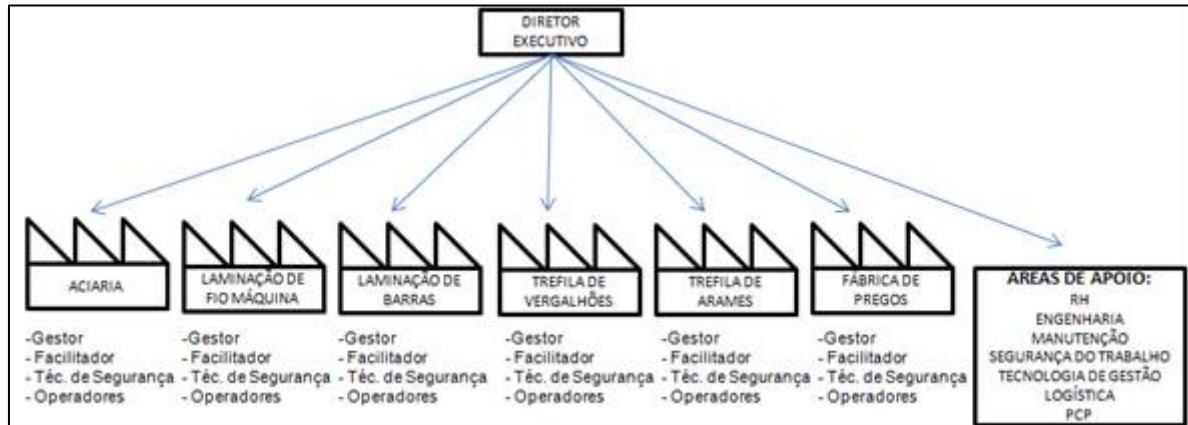 DIRETOR
EXECUTIVO
ACIARIA
LAMINAÇÃO DE
FIO MÁQUINA
LAMINAÇÃO DE
BARRAS
TREFILA DE
VERGALHÕES
TREFILA DE
ARAMES
FÁBRICA
DE PREGOS
-Gestor
- Facilitador
- Téc. de Segurança
- Operadores
-Gestor
- Facilitador
- Téc. de Segurança
- Operadores
-Gestor
- Facilitador
- Téc. de Segurança
- Operadores
-Gestor
- Facilitador
- Téc. de Segurança
- Operadores
-Gestor
- Facilitador
- Téc. de Segurança
- Operadores
-Gestor
- Facilitador
- Téc. de Segurança
- Operadores
AREAS DE APOIO:
RH
ENGENHARIA
MANUTENÇÃO
SEGURANÇA DO TRABALHO
TECNOLOGIA DE GESTÃO
LOGÍSTICA
PCP